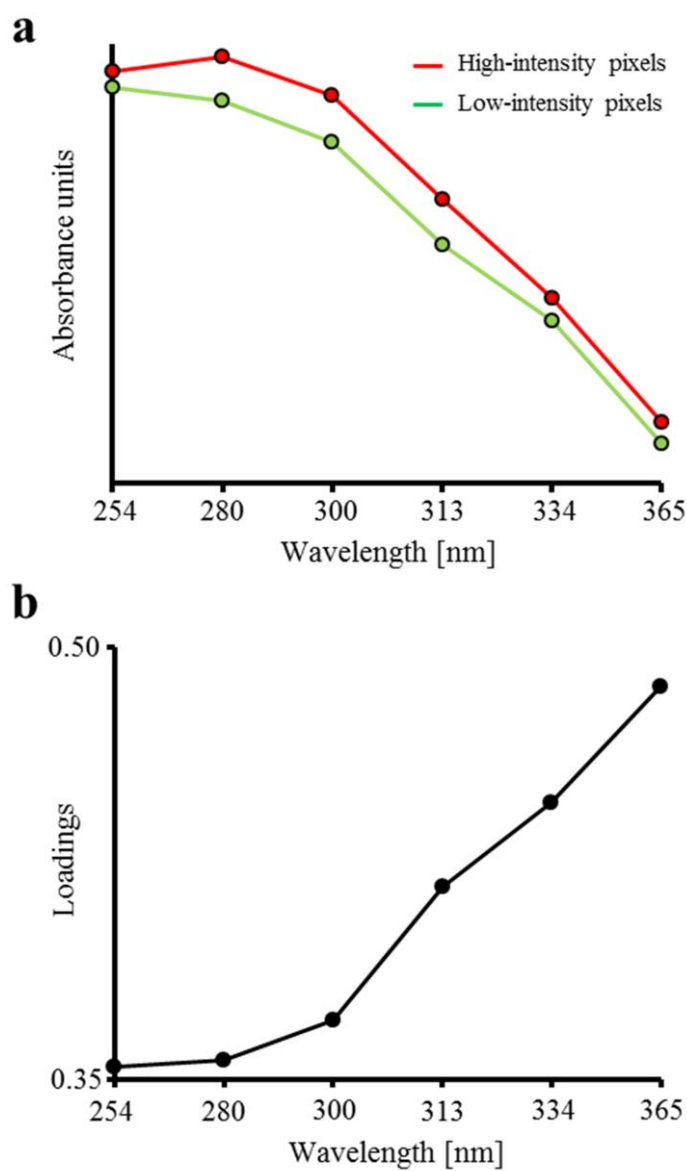 a
High-intensity pixels
Low-intensity pixels
Absorbance units
254 280 300 313 334 365
Wavelength [nm]
b
0.50
Loadings
0.35
254 280 300 313 334 365
Wavelength [nm]